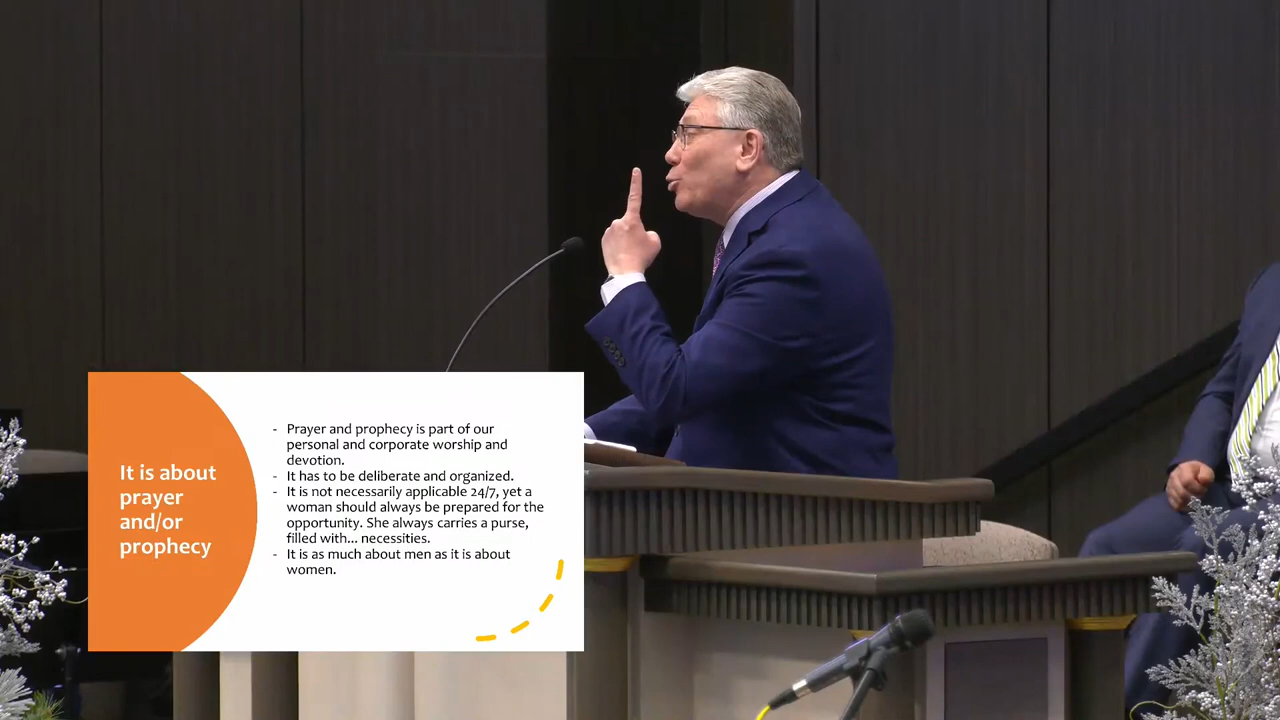 It is about
prayer
and/or
prophecy
- Prayer and prophecy is part of our
personal and corporate worship and
devotion.
- It has to be deliberate and organized.
- It is not necessarily applicable 24/7, yet a
woman should always be prepared for the
opportunity. She always carries a purse,
filled with... necessities.
- It is as much about men as it is about
women.